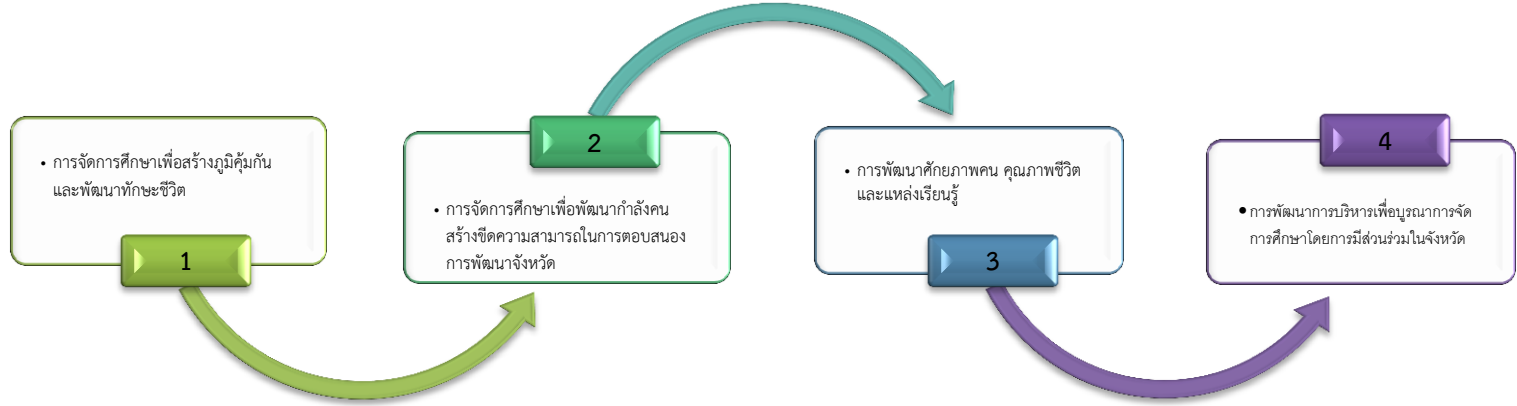 • การจัดการศึกษาเพื่อสร้างภูมิคุ้มกัน
และพัฒนาทักษะชีวิต
1
2
• การจัดการศึกษาเพื่อพัฒนากำลังคน
สร้างขีดความสามารถในการตอบสนอง
การพัฒนาจังหวัด
• การพัฒนาศักยภาพคน คุณภาพชีวิต
และแหล่งเรียนรู้
3
4
• การพัฒนาการบริหารเพื่อบูรณาการจัด
การศึกษาโดยการมีส่วนร่วมในจังหวัด